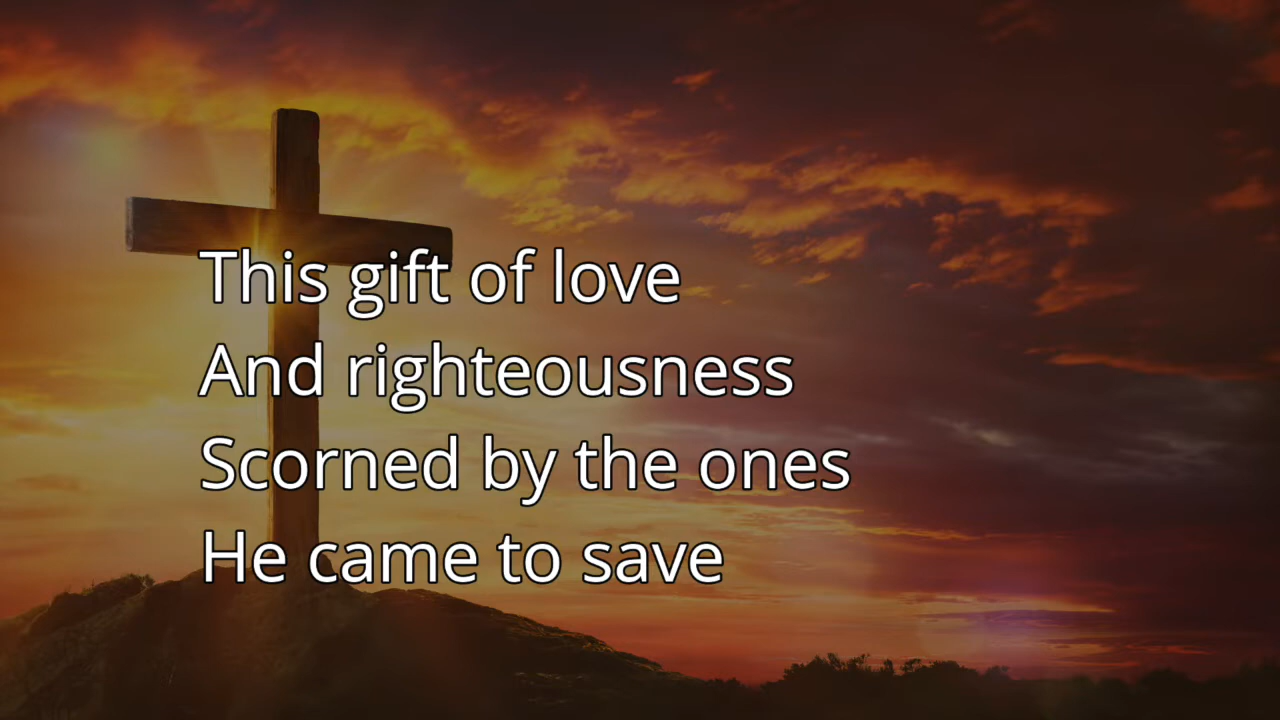 This gift of love
And righteousness
Scorned by the ones
He came to save